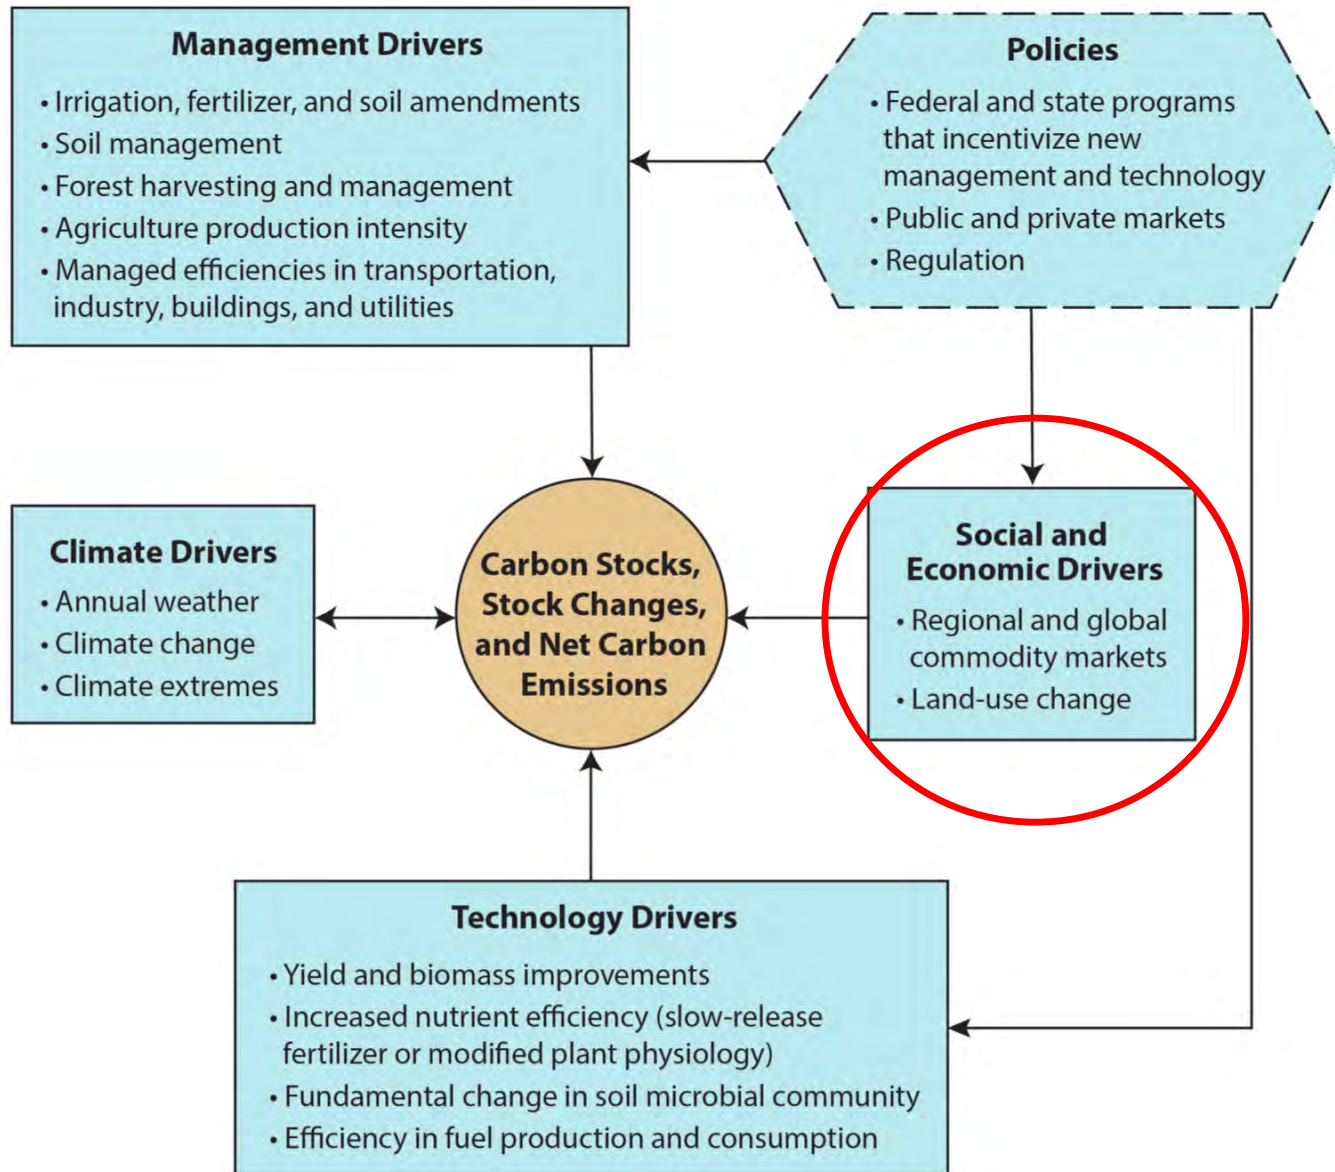 Management Drivers
• Irrigation, fertilizer, and soil amendments
• Soil management
• Forest harvesting and management
• Agriculture production intensity
• Managed efficiencies in transportation,
industry, buildings, and utilities
Policies
• Federal and state programs
that incentivize new
management and technology
• Public and private markets
• Regulation
Climate Drivers
• Annual weather
• Climate change
• Climate extremes
Carbon Stocks,
Stock Changes,
and Net Carbon
Emissions
Social and
Economic Drivers
• Regional and global
commodity markets
• Land-use change
Technology Drivers
• Yield and biomass improvements
• Increased nutrient efficiency (slow-release
fertilizer or modified plant physiology)
• Fundamental change in soil microbial community
• Efficiency in fuel production and consumption